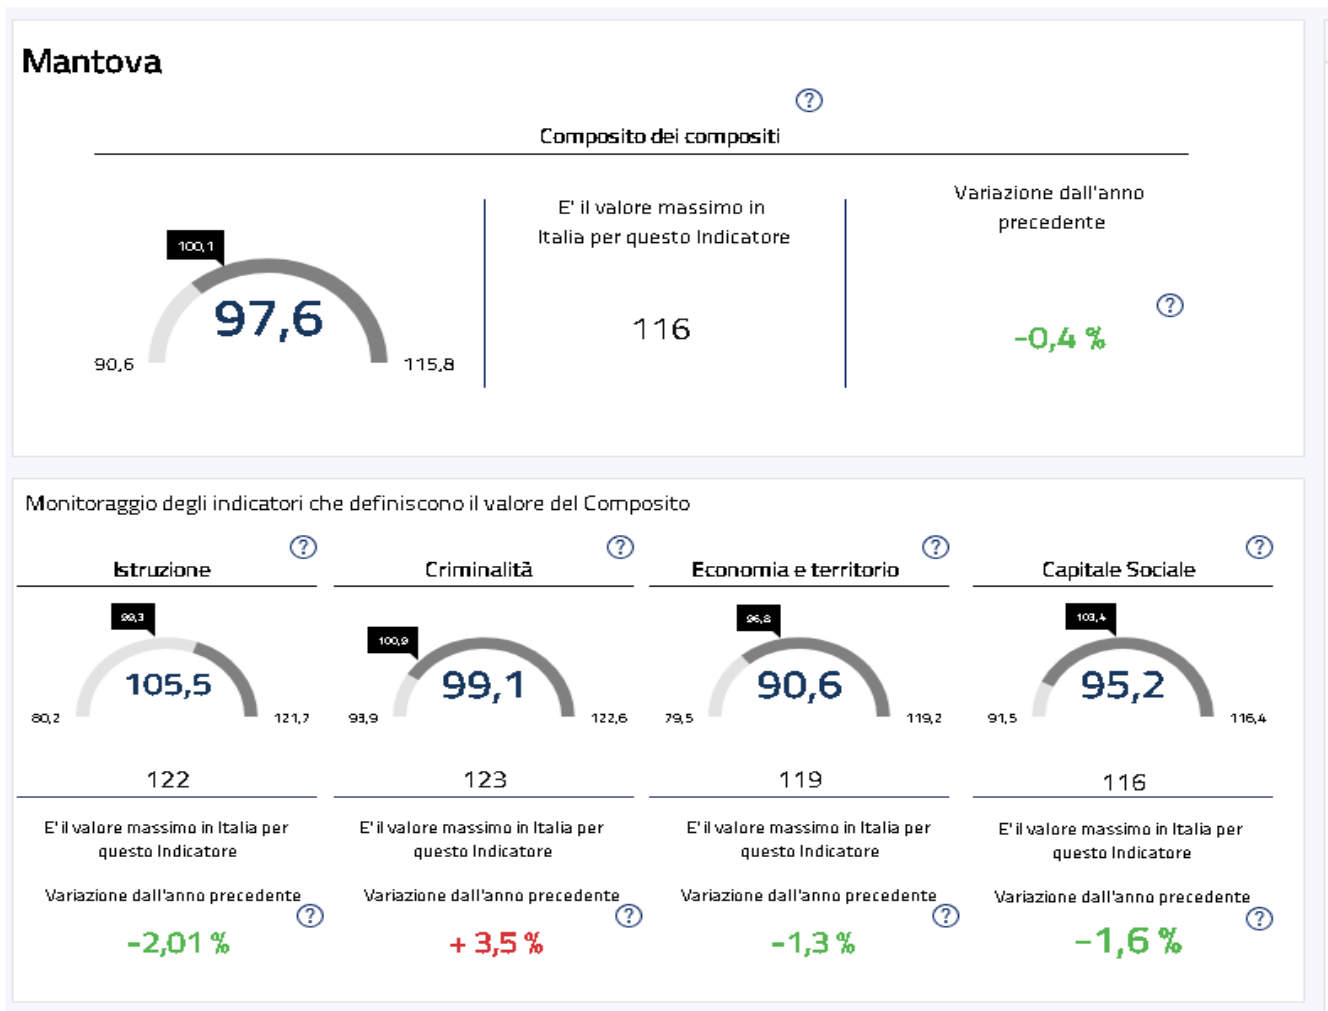 Mantova
?
Composito dei compositi
100,1
97,6
90,6
115,8
E' il valore massimo in
Italia per questo Indicatore
116
Variazione dall'anno
precedente
?
-0,4 %
Monitoraggio degli indicatori che definiscono il valore del Composito
?
Istruzione
99,3
105,5
80,2
121,7
122
E' il valore massimo in Italia per
questo Indicatore
Variazione dall'anno precedente
?
-2,01 %
?
Criminalità
100,9
99,1
93,9
122,6
123
E' il valore massimo in Italia per
questo Indicatore
Variazione dall'anno precedente
?
+ 3,5 %
?
Economia e territorio
96,8
90,6
79,5
119,2
119
E' il valore massimo in Italia per
questo Indicatore
Variazione dall'anno precedente
?
-1,3 %
?
Capitale Sociale
103,4
95,2
91,5
116,4
116
E' il valore massimo in Italia per
questo Indicatore
Variazione dall'anno precedente
?
-1,6 %